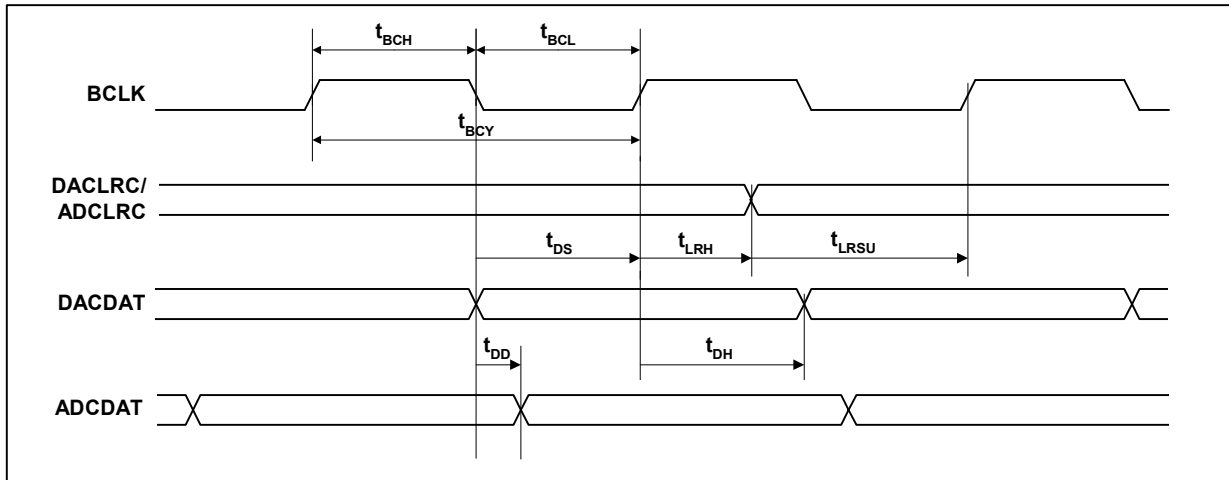 tBCH tBCL
BCLK
tBCY
DACLRC/
ADCLRC
tDS tLRH tLRSU
DACDAT
tDD tDH
ADCDAT